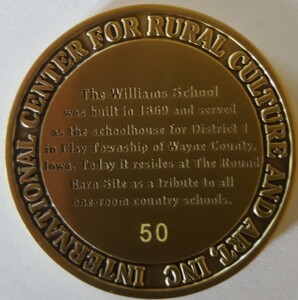 INTERNATIONAL CENTER FOR RURAL CULTURE AND ART, INC
The Williams School
was built in 1869 and served
as the schoolhouse for District 1
in Clay Township of Wayne County,
Iowa. Today it resides at The Round
Barn Site as a tribute to all
one-room country schools.
50